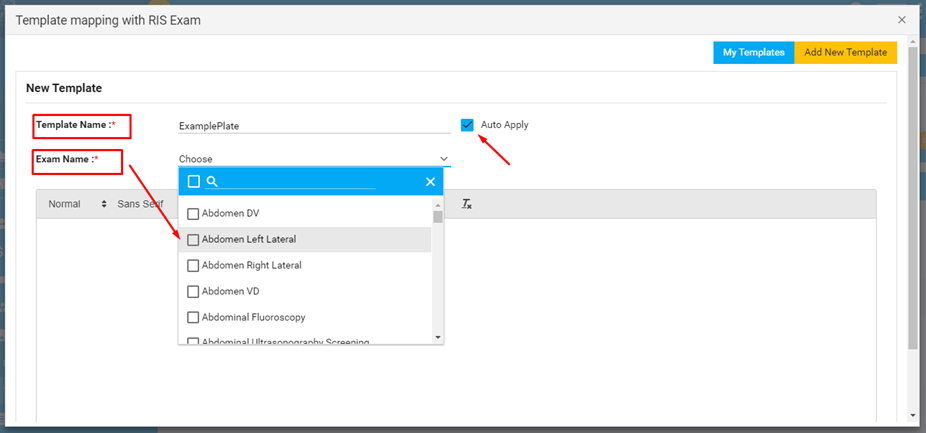 Template mapping with RIS Exam
My Templates Add New Template
New Template
Template Name :* ExamplePlate Auto Apply
Exam Name :* Choose
Normal Sans Serif
Abdomen DV
Abdomen Left Lateral
Abdomen Right Lateral
Abdomen VD
Abdominal Fluoroscopy
Abdominal Ultrasonography Screening